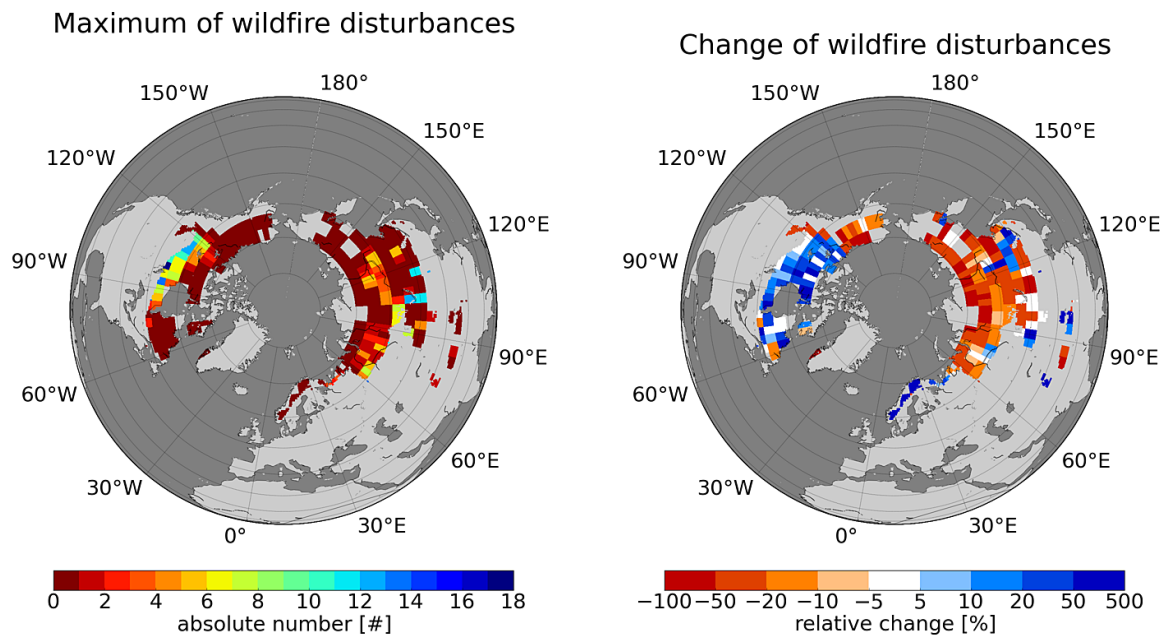 Maximum of wildfire disturbances
180°
150°W
150°E
120°W
120°E
90°W
90°E
60°W
60°E
30°W
30°E
0°
0 2 4 6 8 10 12 14 16 18
absolute number [#]
Change of wildfire disturbances
180°
150°W
150°E
120°W
120°E
90°W
90°E
60°W
60°E
30°W
30°E
0°
−100 −50 −20 −10 −5 5 10 20 50 500
relative change [%]